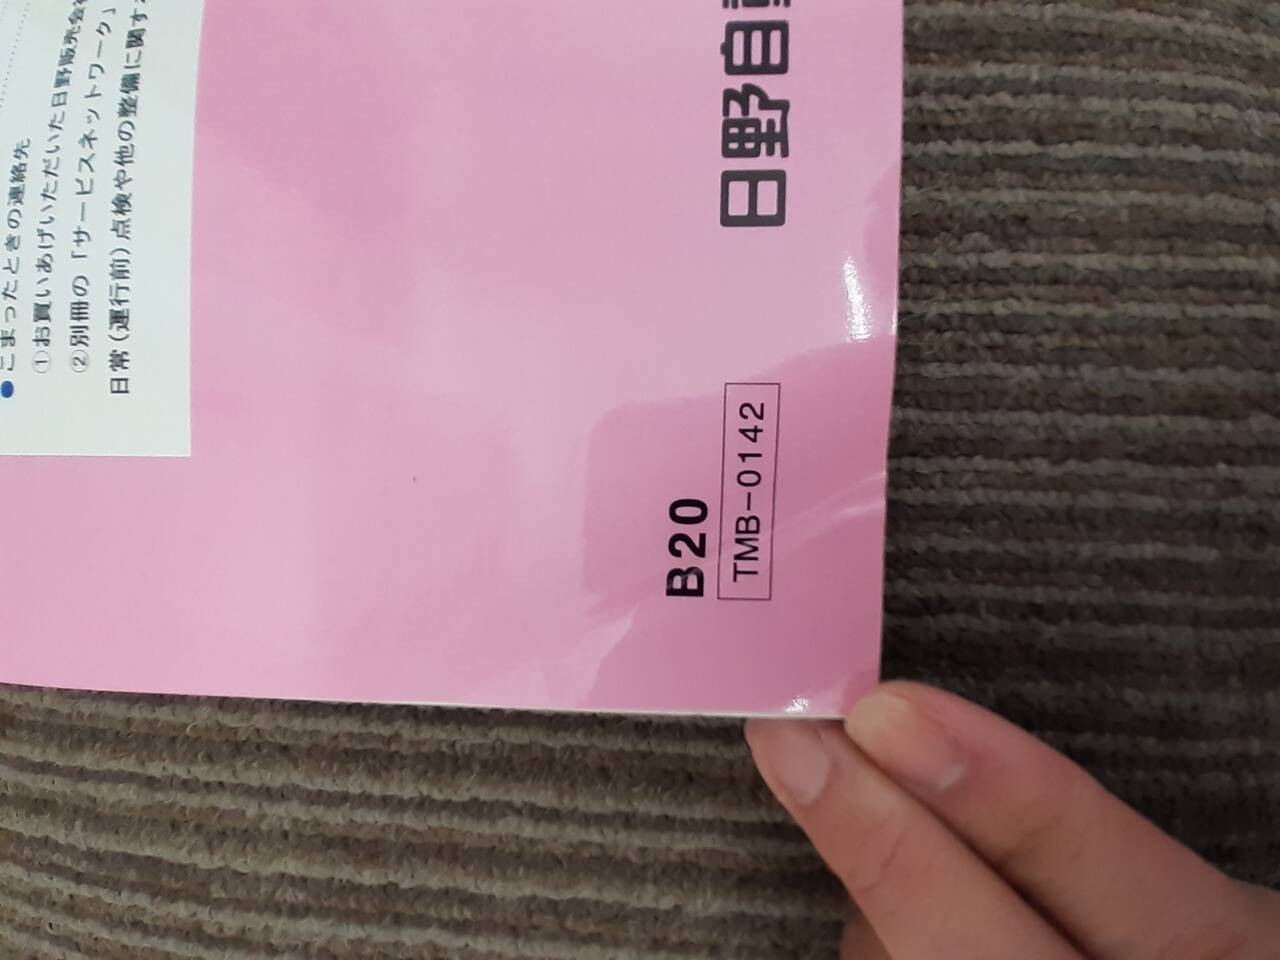 ●こまったときの連絡先
①お買いあげいただいた日野販売会
②別冊の「サービスネットワーク」
日常(運行前)点検や他の整備に関す
B20
TMB-0142
日野自